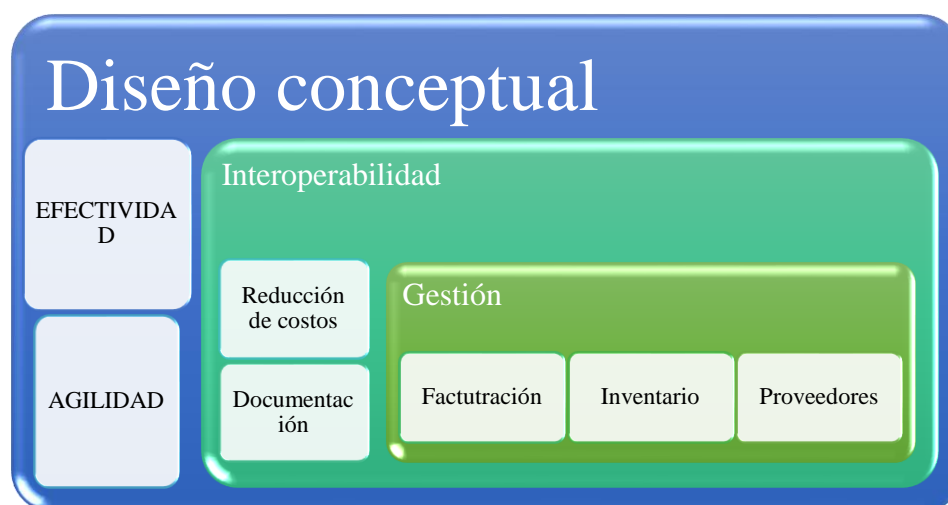 Diseño conceptual
EFECTIVIDA
D
AGILIDAD
Interoperabilidad
Reducción
de costos
Documentac
ión
Gestión
Factutración
Inventario
Proveedores